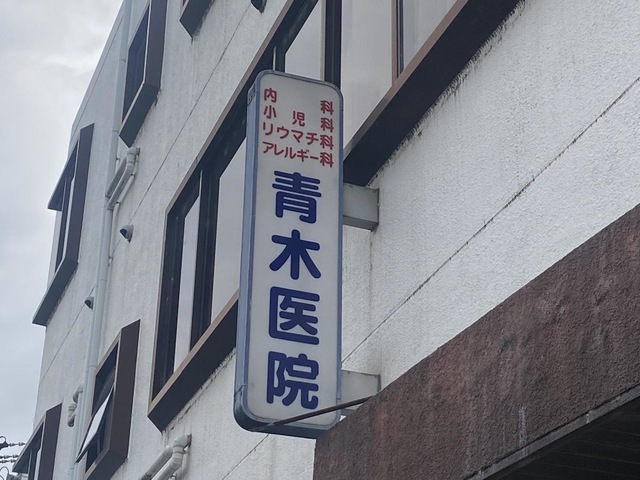 内科
小児科
リウマチ科
アレルギー科
青木医院